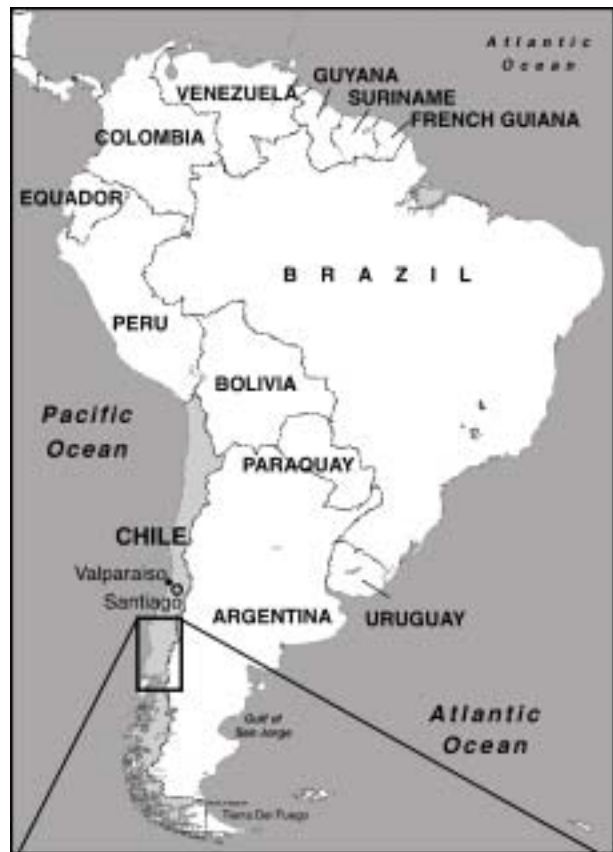 Atlantic
Ocean
GUYANA
VENEZUELA
SURINAME
FRENCH GUIANA
COLOMBIA
EQUADOR
BRAZIL
PERU
BOLIVIA
Pacific
Ocean
PARAQUAY
CHILE
Valparaiso
Santiago
ARGENTINA
URUGUAY
Gulf of
San Jorge
Atlantic
Ocean
Tierra Del Fuego